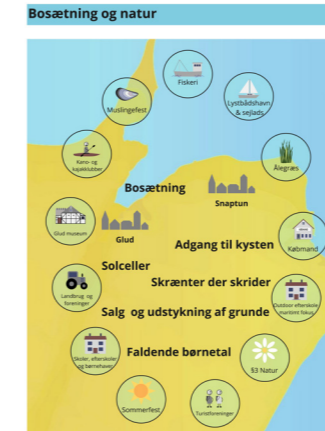 Bosætning og natur
Fiskeri
Muslingefest
Lystbådshavn
& sejlads
Kano- og
kajakklubber
Ålegræs
Bosætning
Snaptun
Glud museum
Glud
Adgang til kysten
Købmand
Solceller
Skrænter der skrider
Landbrug og
foreninger
Outdoor efterskole
maritimt fokus
Salg og udstykning af grunde
Skoler, efterskoler
og børnehaver
Faldende børnetal
§3 Natur
Sommerfest
Turistforeninger